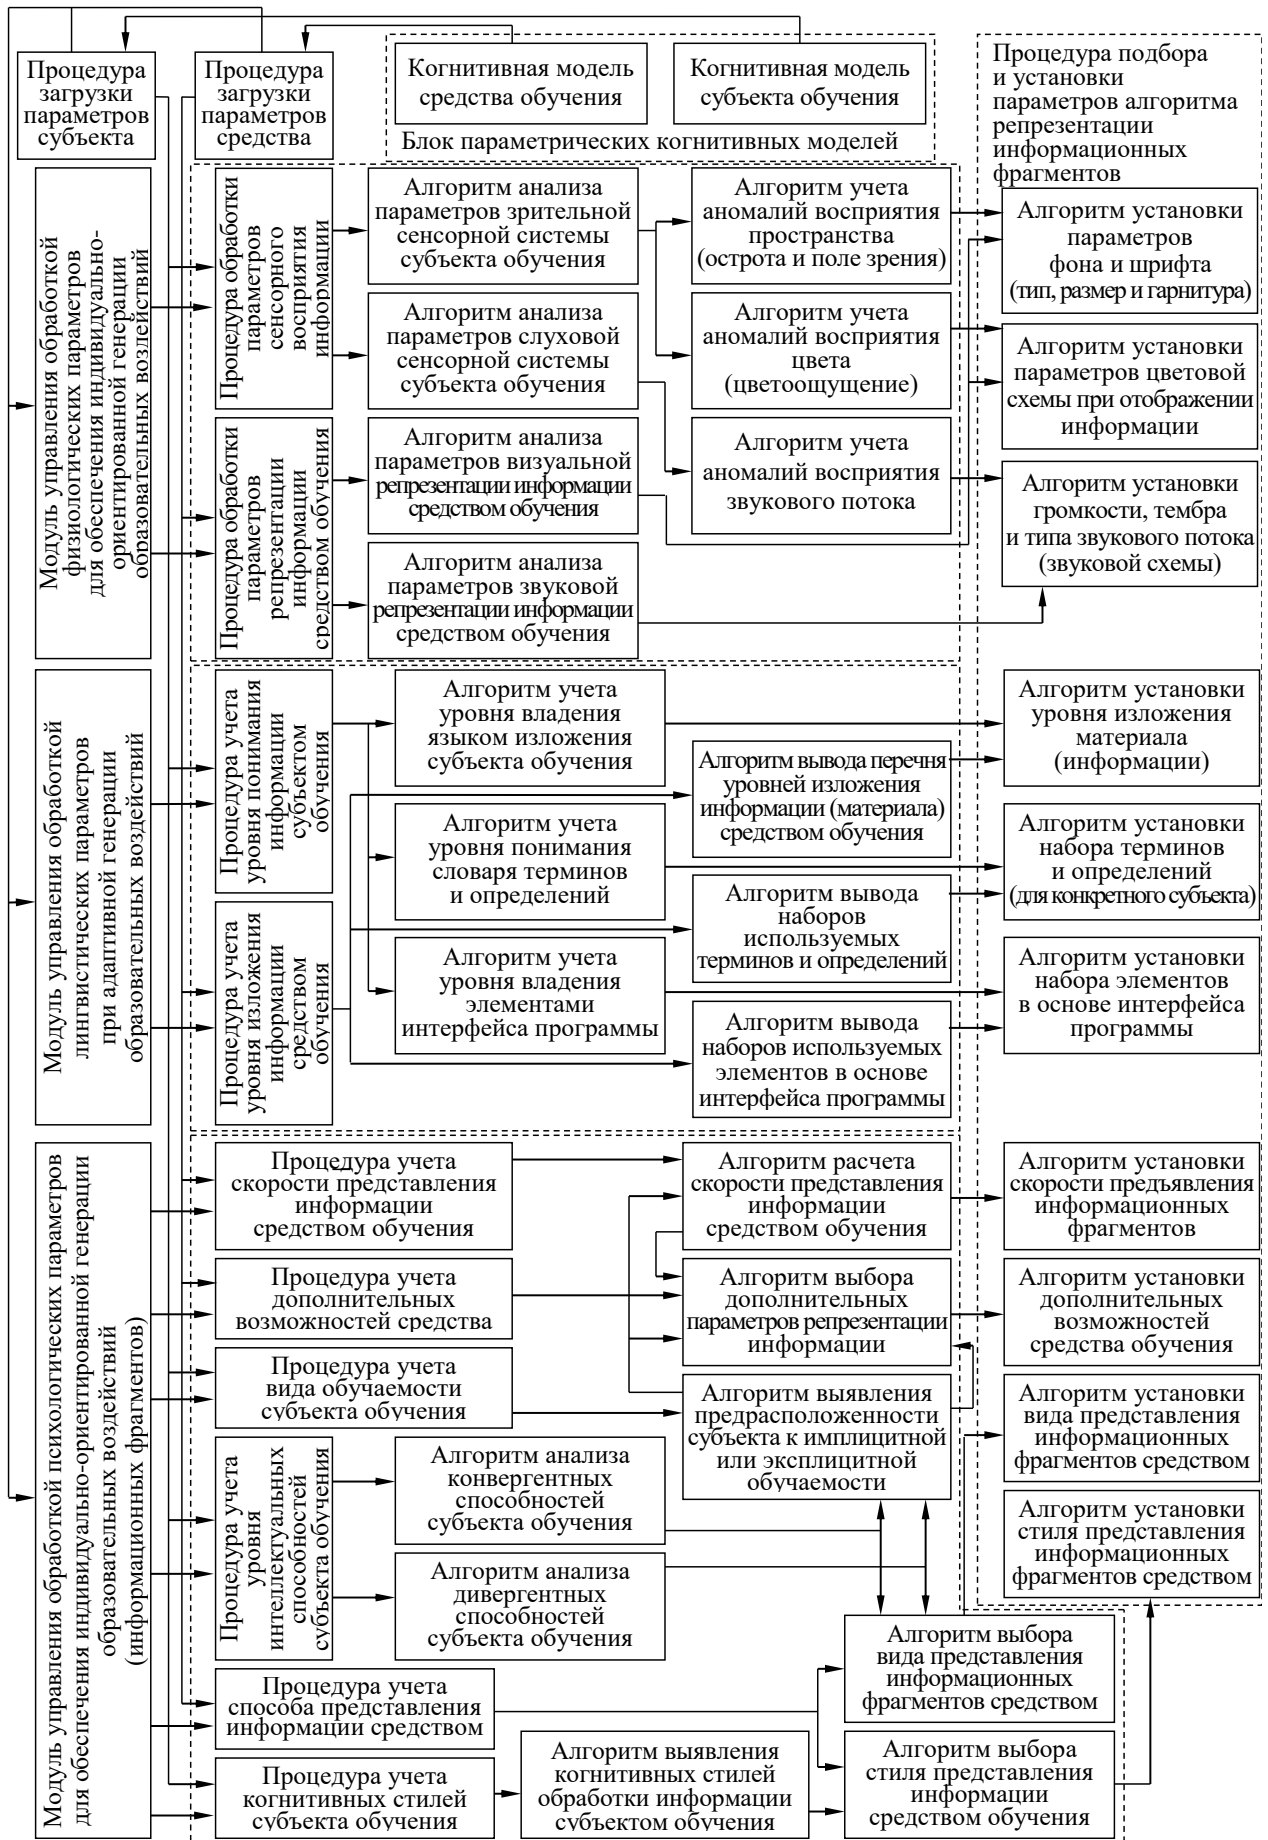 Процедура
загрузки
параметров
субъекта
Процедура
загрузки
параметров
средства
Когнитивная модель
средства обучения
Когнитивная модель
субъекта обучения
Блок параметрических когнитивных моделей
Процедура подбора
и установки
параметров алгоритма
репрезентации
информационных
фрагментов
Модуль управления обработкой
физиологических параметров
для обеспечения индивидуально-
ориентированной генерации
образовательных воздействий
Процедура обработки
параметров
сенсорного
восприятия
информации
Алгоритм анализа
параметров зрительной
сенсорной системы
субъекта обучения
Алгоритм учета
аномалий восприятия
пространства
(острота и поле зрения)
Алгоритм установки
параметров
фона и шрифта
(тип, размер и гарнитура)
Алгоритм анализа
параметров слуховой
сенсорной системы
субъекта обучения
Алгоритм учета
аномалий восприятия
цвета
(цветоощущение)
Алгоритм установки
параметров цветовой
схемы при отображении
информации
Процедура обработки
параметров
репрезентации
информации
средством обучения
Алгоритм анализа
параметров визуальной
репрезентации информации
средством обучения
Алгоритм учета
аномалий восприятия
звукового потока
Алгоритм установки
громкости, тембра
и типа звукового потока
(звуковой схемы)
Алгоритм анализа
параметров звуковой
репрезентации информации
средством обучения
Модуль управления обработкой
лингвистических параметров
при адаптивной генерации
образовательных воздействий
Процедура учета
уровня понимания
информации
субъектом
обучения
Алгоритм учета
уровня владения
языком изложения
субъекта обучения
Алгоритм вывода перечня
уровней изложения
информации (материала)
средством обучения
Алгоритм установки
уровня изложения
материала
(информации)
Алгоритм учета
уровня понимания
словаря терминов
и определений
Алгоритм установки
набора терминов
и определений
(для конкретного субъекта)
Процедура учета
уровня изложения
информации
средством
обучения
Алгоритм вывода
наборов
используемых
терминов и определений
Алгоритм учета
уровня владения
элементами
интерфейса программы
Алгоритм установки
набора элементов
в основе интерфейса
программы
Алгоритм вывода
наборов используемых
элементов в основе
интерфейса программы
Модуль управления обработкой психологических параметров
для обеспечения индивидуально-ориентированной генерации
образовательных воздействий
(информационных фрагментов)
Процедура учета
скорости представления
информации
средством обучения
Алгоритм расчета
скорости представления
информации
средством обучения
Алгоритм установки
скорости предъявления
информационных
фрагментов
Процедура учета
дополнительных
возможностей средства
Алгоритм выбора
дополнительных
параметров репрезентации
информации
Алгоритм установки
дополнительных
возможностей
средства обучения
Процедура учета
вида обучаемости
субъекта обучения
Алгоритм выявления
предрасположенности
субъекта к имплицитной
или эксплицитной
обучаемости
Алгоритм установки
вида представления
информационных
фрагментов средством
Процедура учета
уровня
интеллектуальных
способностей
субъекта обучения
Алгоритм анализа
конвергентных
способностей
субъекта обучения
Алгоритм установки
стиля представления
информационных
фрагментов средством
Алгоритм анализа
дивергентных
способностей
субъекта обучения
Алгоритм выбора
вида представления
информационных
фрагментов средством
Процедура учета
способа представления
информации средством
Процедура учета
когнитивных стилей
субъекта обучения
Алгоритм выявления
когнитивных стилей
обработки информации
субъектом обучения
Алгоритм выбора
стиля представления
информации
средством обучения